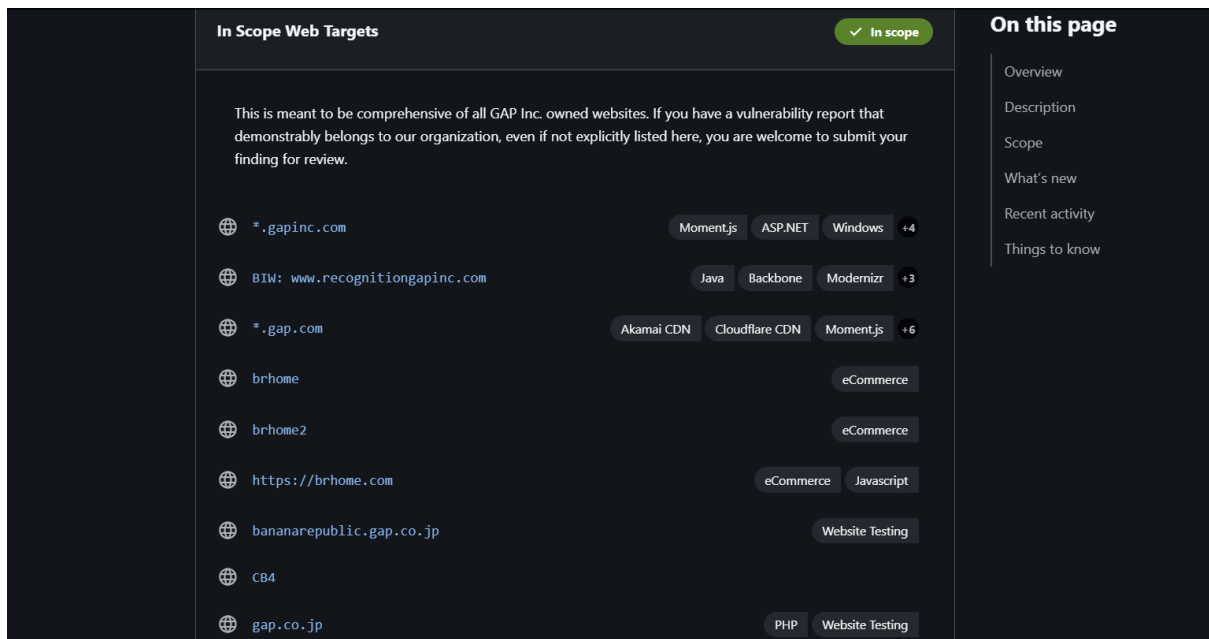 In Scope Web Targets
In scope
This is meant to be comprehensive of all GAP Inc. owned websites. If you have a vulnerability report that
demonstrably belongs to our organization, even if not explicitly listed here, you are welcome to submit your
finding for review.
*.gapinc.com Moment.js ASP.NET Windows +4
BIW: www.recognitiongapinc.com Java Backbone Modernizr +3
*.gap.com Akamai CDN Cloudflare CDN Moment.js +6
brhome eCommerce
brhome2 eCommerce
https://brhome.com eCommerce Javascript
bananarepublic.gap.co.jp Website Testing
CB4
gap.co.jp PHP Website Testing
On this page
Overview
Description
Scope
What's new
Recent activity
Things to know